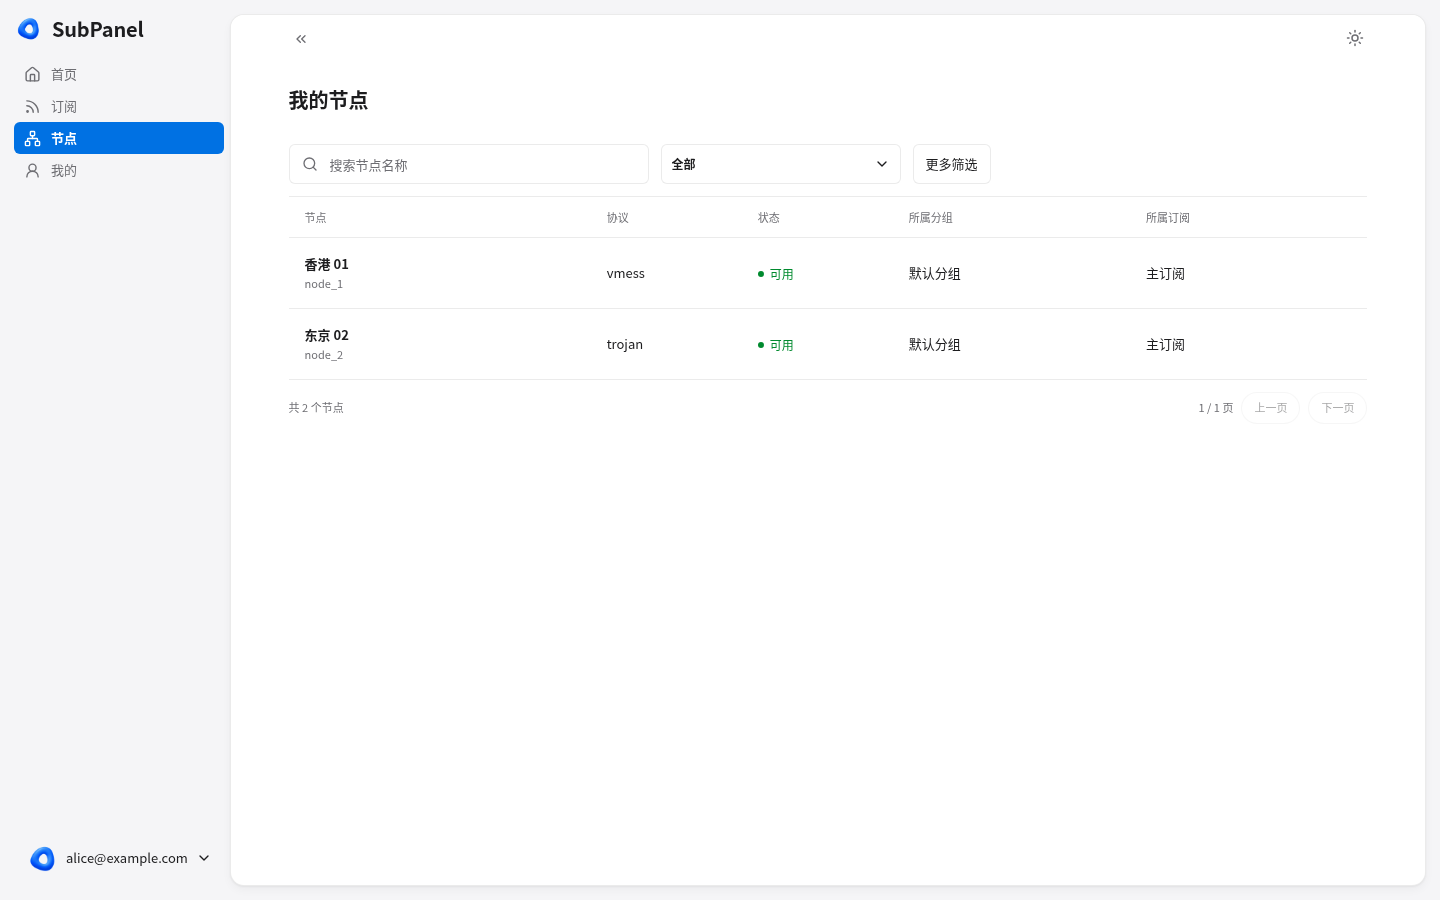 SubPanel
首页
订阅
节点
我的
alice@example.com
我的节点
搜索节点名称
全部
更多筛选
节点 协议 状态 所属分组 所属订阅
香港 01
node_1
vmess 可用 默认分组 主订阅
东京 02
node_2
trojan 可用 默认分组 主订阅
共 2 个节点
1 / 1 页 上一页 下一页